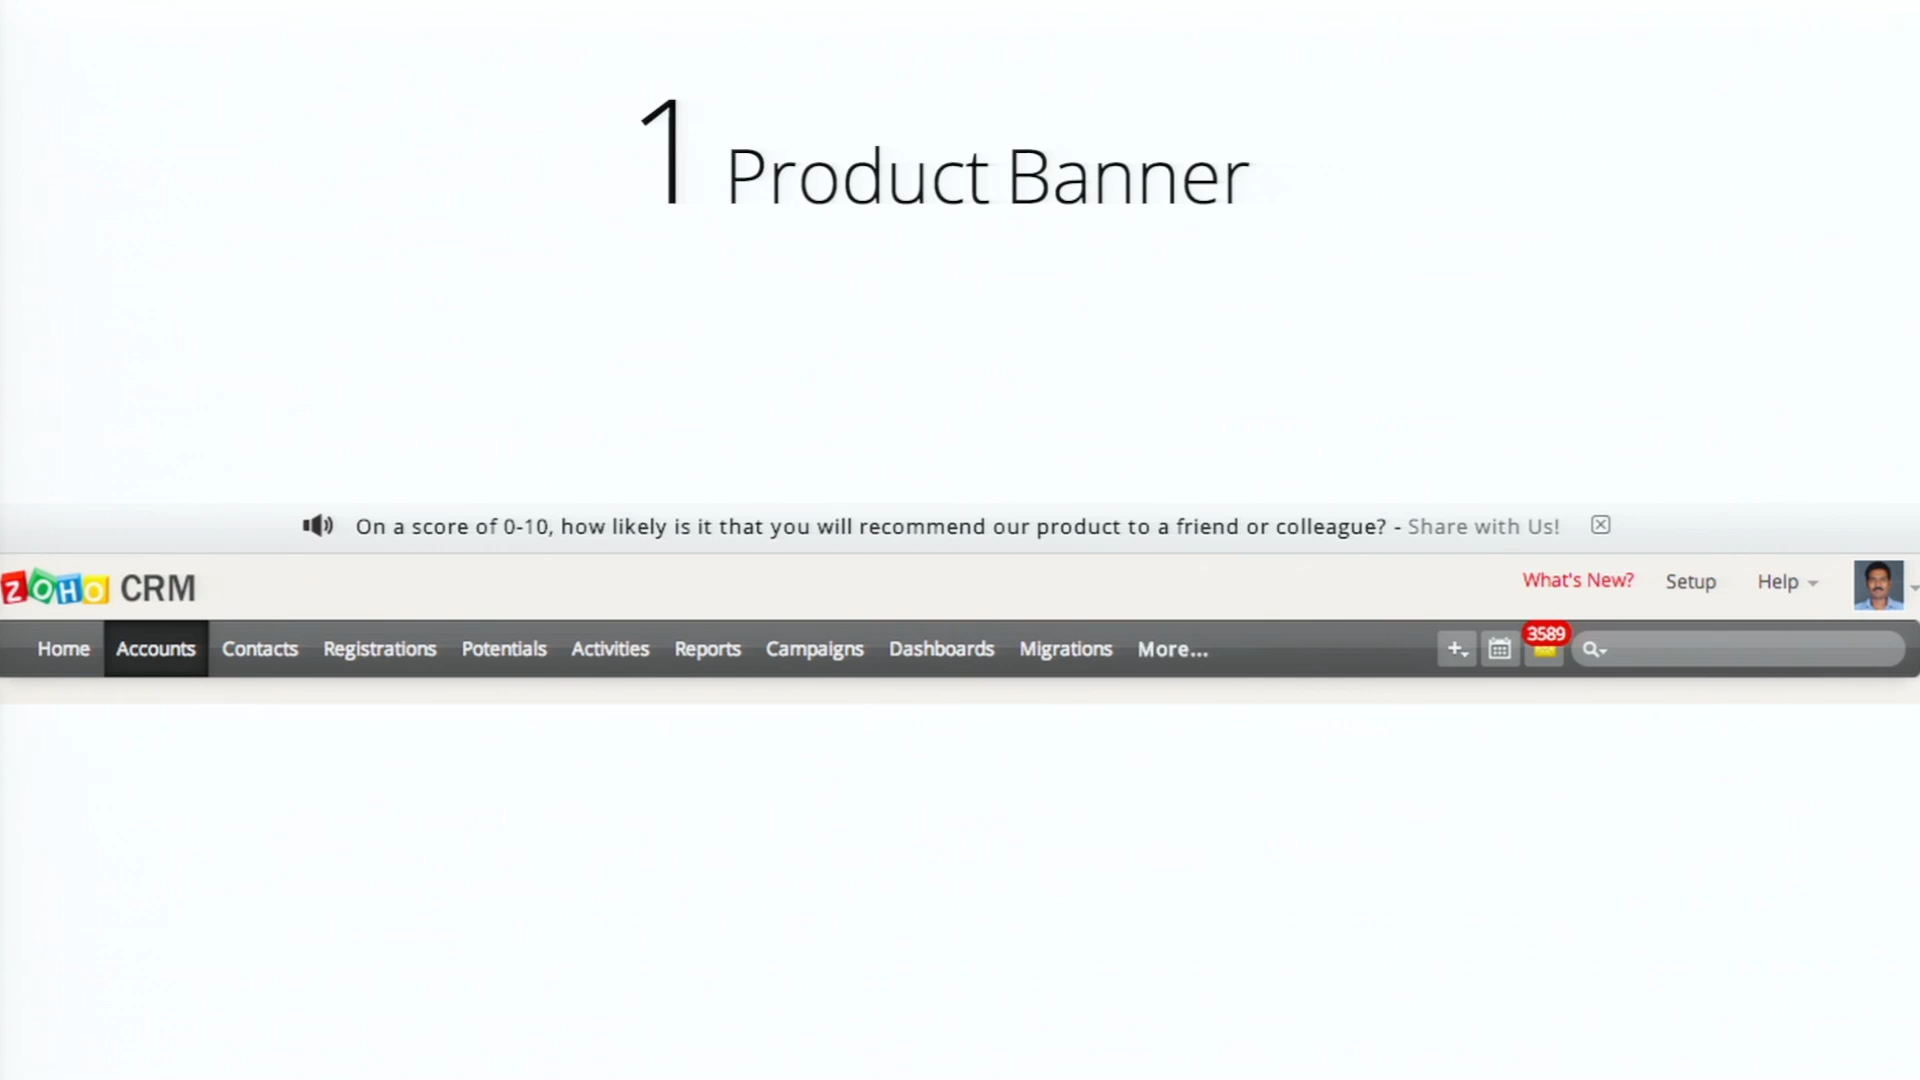 1 Product Banner
On a score of 0-10, how likely is it that you will recommend our product to a friend or colleague? - Share with Us!
ZOHO CRM
What's New? Setup Help
Home Accounts Contacts Registrations Potentials Activities Reports Campaigns Dashboards Migrations More... 3589